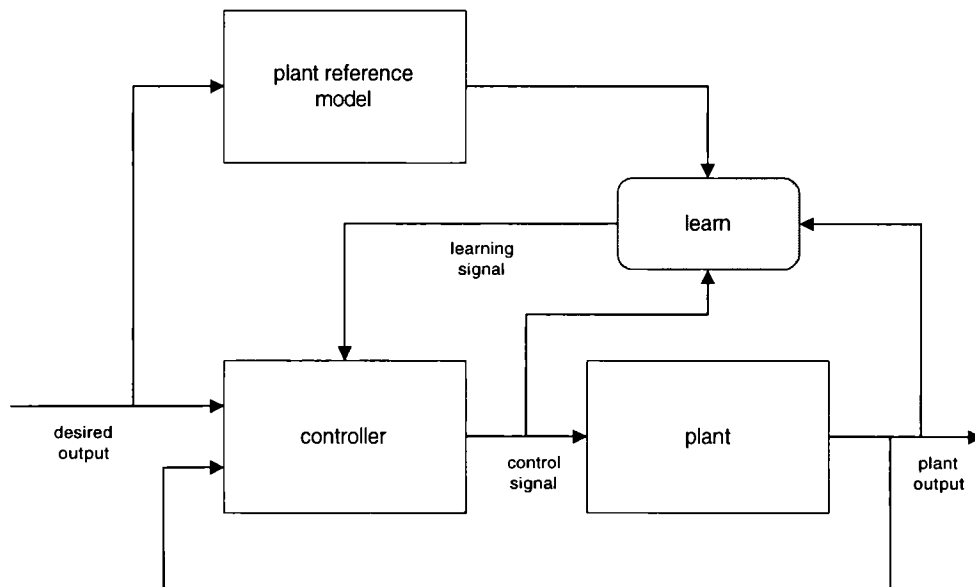 plant reference
model
learn
learning
signal
controller
plant
desired
output
control
signal
plant
output